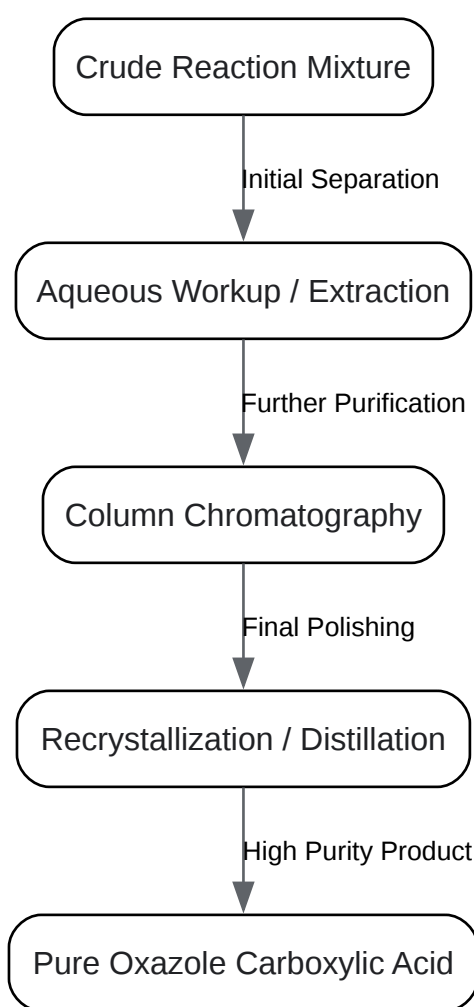 Crude Reaction Mixture
Initial Separation
Aqueous Workup / Extraction
Further Purification
Column Chromatography
Final Polishing
Recrystallization / Distillation
High Purity Product
Pure Oxazole Carboxylic Acid